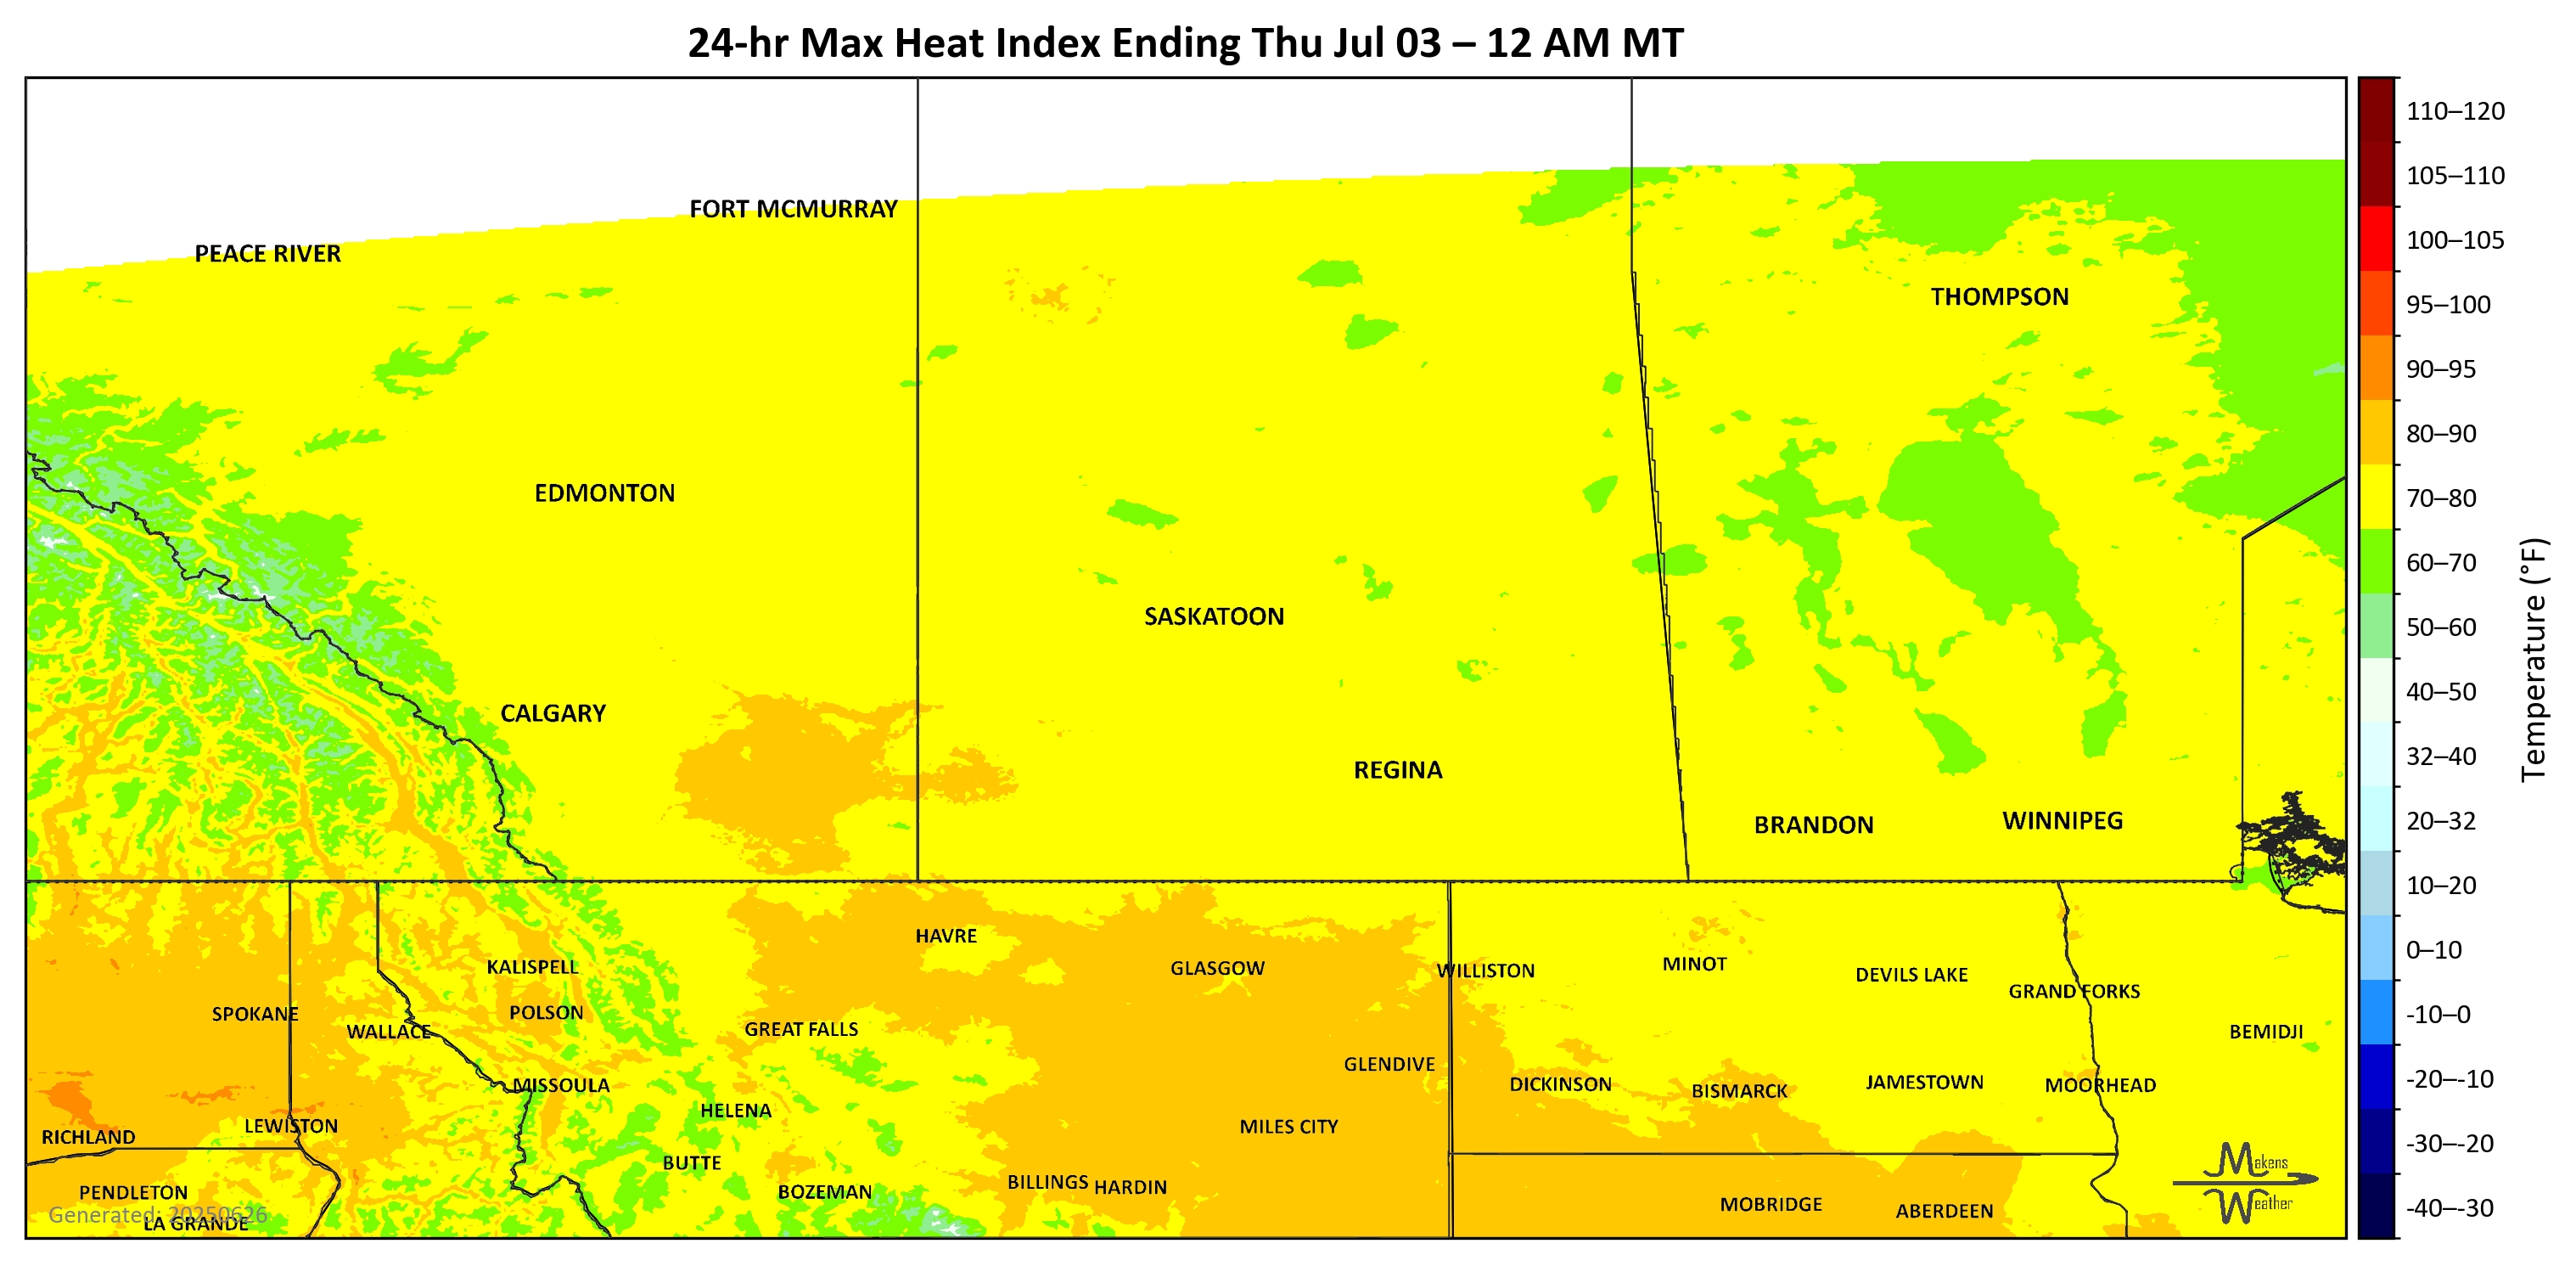 24-hr Max Heat Index Ending Thu Jul 03 – 12 AM MT
110–120
105–110
FORT MCMURRAY
100–105
PEACE RIVER
THOMPSON
95–100
90–95
80–90
EDMONTON
70–80
60–70
SASKATOON
50–60
Temperature (°F)
40–50
CALGARY
32–40
REGINA
BRANDON
WINNIPEG
20–32
10–20
HAVRE
0–10
KALISPELL
GLASGOW
WILLISTON
MINOT
DEVILS LAKE
GRAND FORKS
SPOKANE
POLSON
-10–0
WALLACE
GREAT FALLS
BEMIDJI
GLENDIVE
-20–-10
MISSOULA
DICKINSON
BISMARCK
JAMESTOWN
MOORHEAD
HELENA
LEWISTON
MILES CITY
RICHLAND
-30–-20
BUTTE
Makens
Weather
PENDLETON
BOZEMAN
BILLINGS
HARDIN
MOBRIDGE
ABERDEEN
-40–-30
Generated: 20250626
LA GRANDE